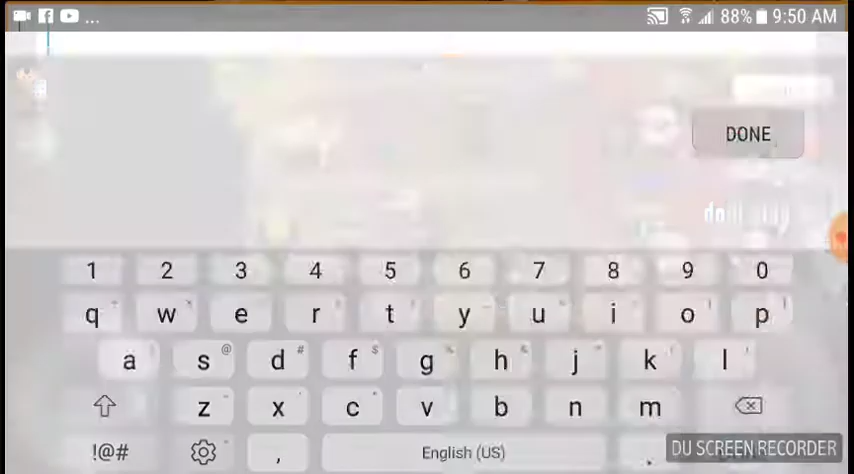 ... 88% 9:50 AM
DONE
1 2 3 4 5 6 7 8 9 0
q w e r t y u i o p
a s @ d # f $ g h j k l
z x c v b n m
!@# , English (US) .
DU SCREEN RECORDER